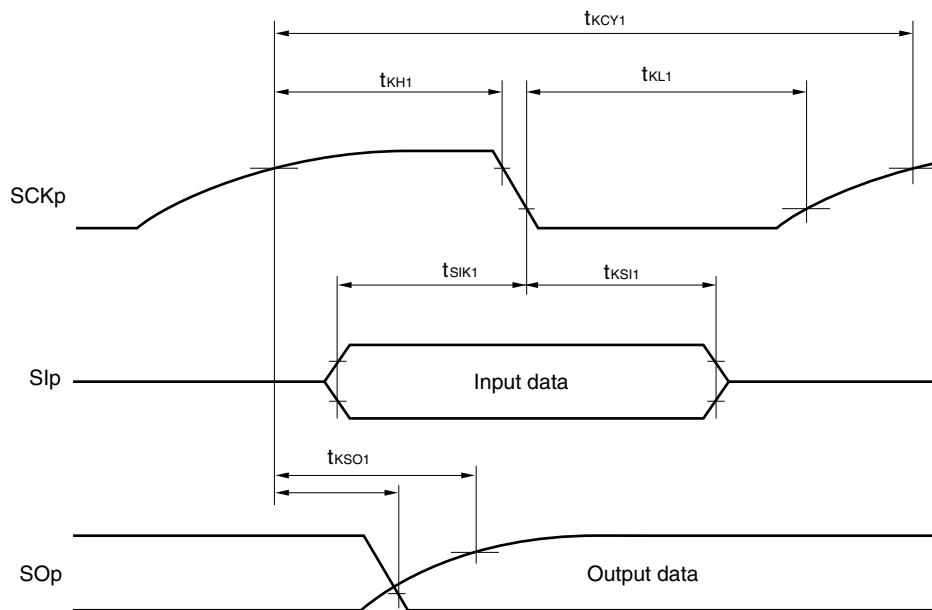 tKCY1
tKH1
tKL1
SCKp
tSIK1
tKSI1
SIp
Input data
tKSO1
SOp
Output data